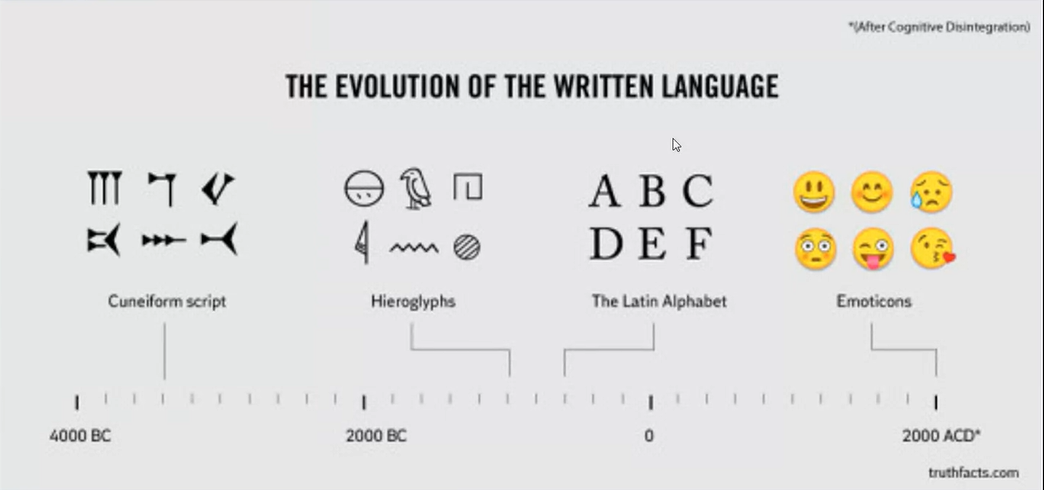 *(After Cognitive Disintegration)
THE EVOLUTION OF THE WRITTEN LANGUAGE
A B C
D E F
Cuneiform script
Hieroglyphs
The Latin Alphabet
Emoticons
4000 BC
2000 BC
0
2000 ACD*
truthfacts.com